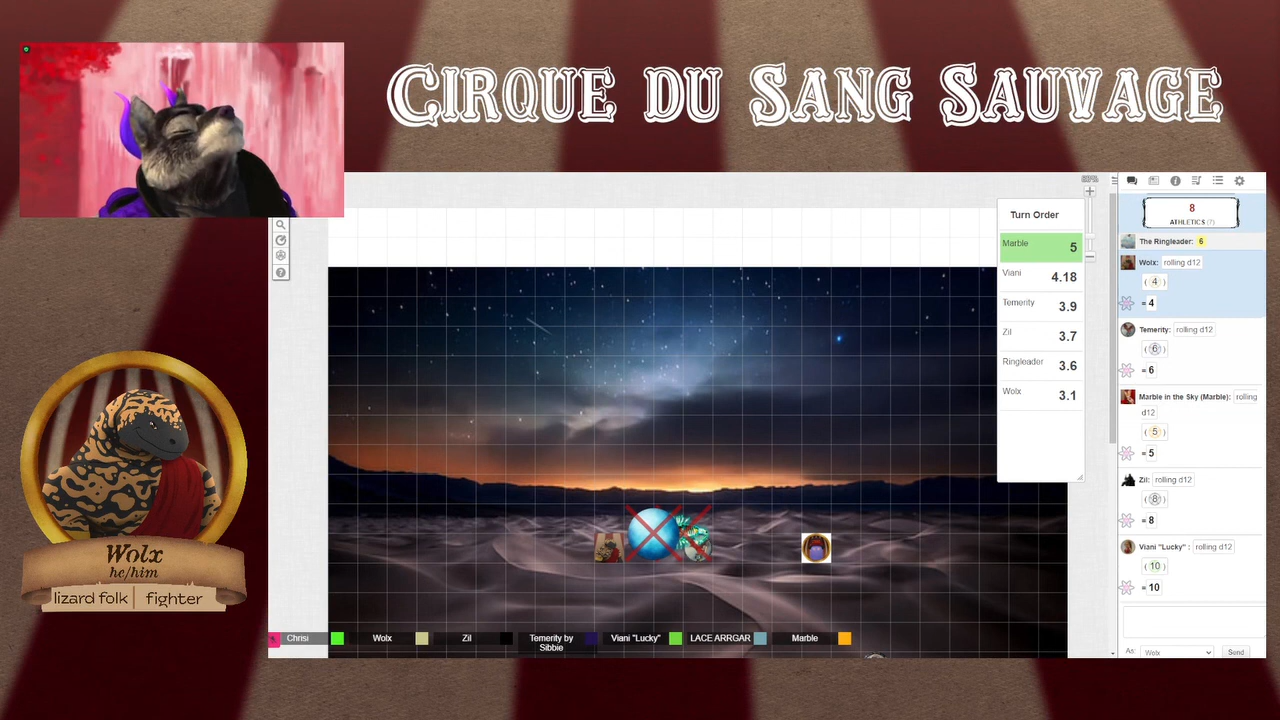 CIRQUE DU SANG SAUVAGE
Turn Order
Marble 5
Viani 4.18
Temerity 3.9
Zil 3.7
Ringleader 3.6
Wolx 3.1
8
ATHLETICS (7)
The Ringleader: 6
Wolx: rolling d12
( 4 )
= 4
Temerity: rolling d12
( 6 )
= 6
Marble in the Sky (Marble): rolling
d12
( 5 )
= 5
Zil: rolling d12
( 8 )
= 8
Viani "Lucky" : rolling d12
( 10 )
= 10
As: Wolx Send
Chrisi Wolx Zil Temerity by Sibbie Viani "Lucky" LACE ARRGAR Marble
Wolx
he/him
lizard folk | fighter